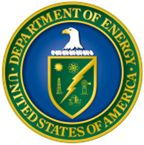 DEPARTMENT OF ENERGY
UNITED STATES OF AMERICA